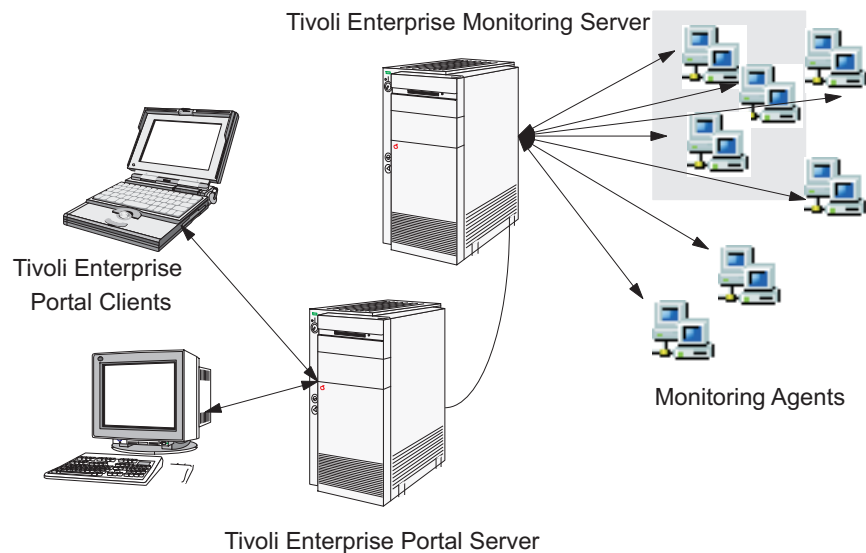 Tivoli Enterprise Monitoring Server
Tivoli Enterprise
Portal Clients
Monitoring Agents
Tivoli Enterprise Portal Server